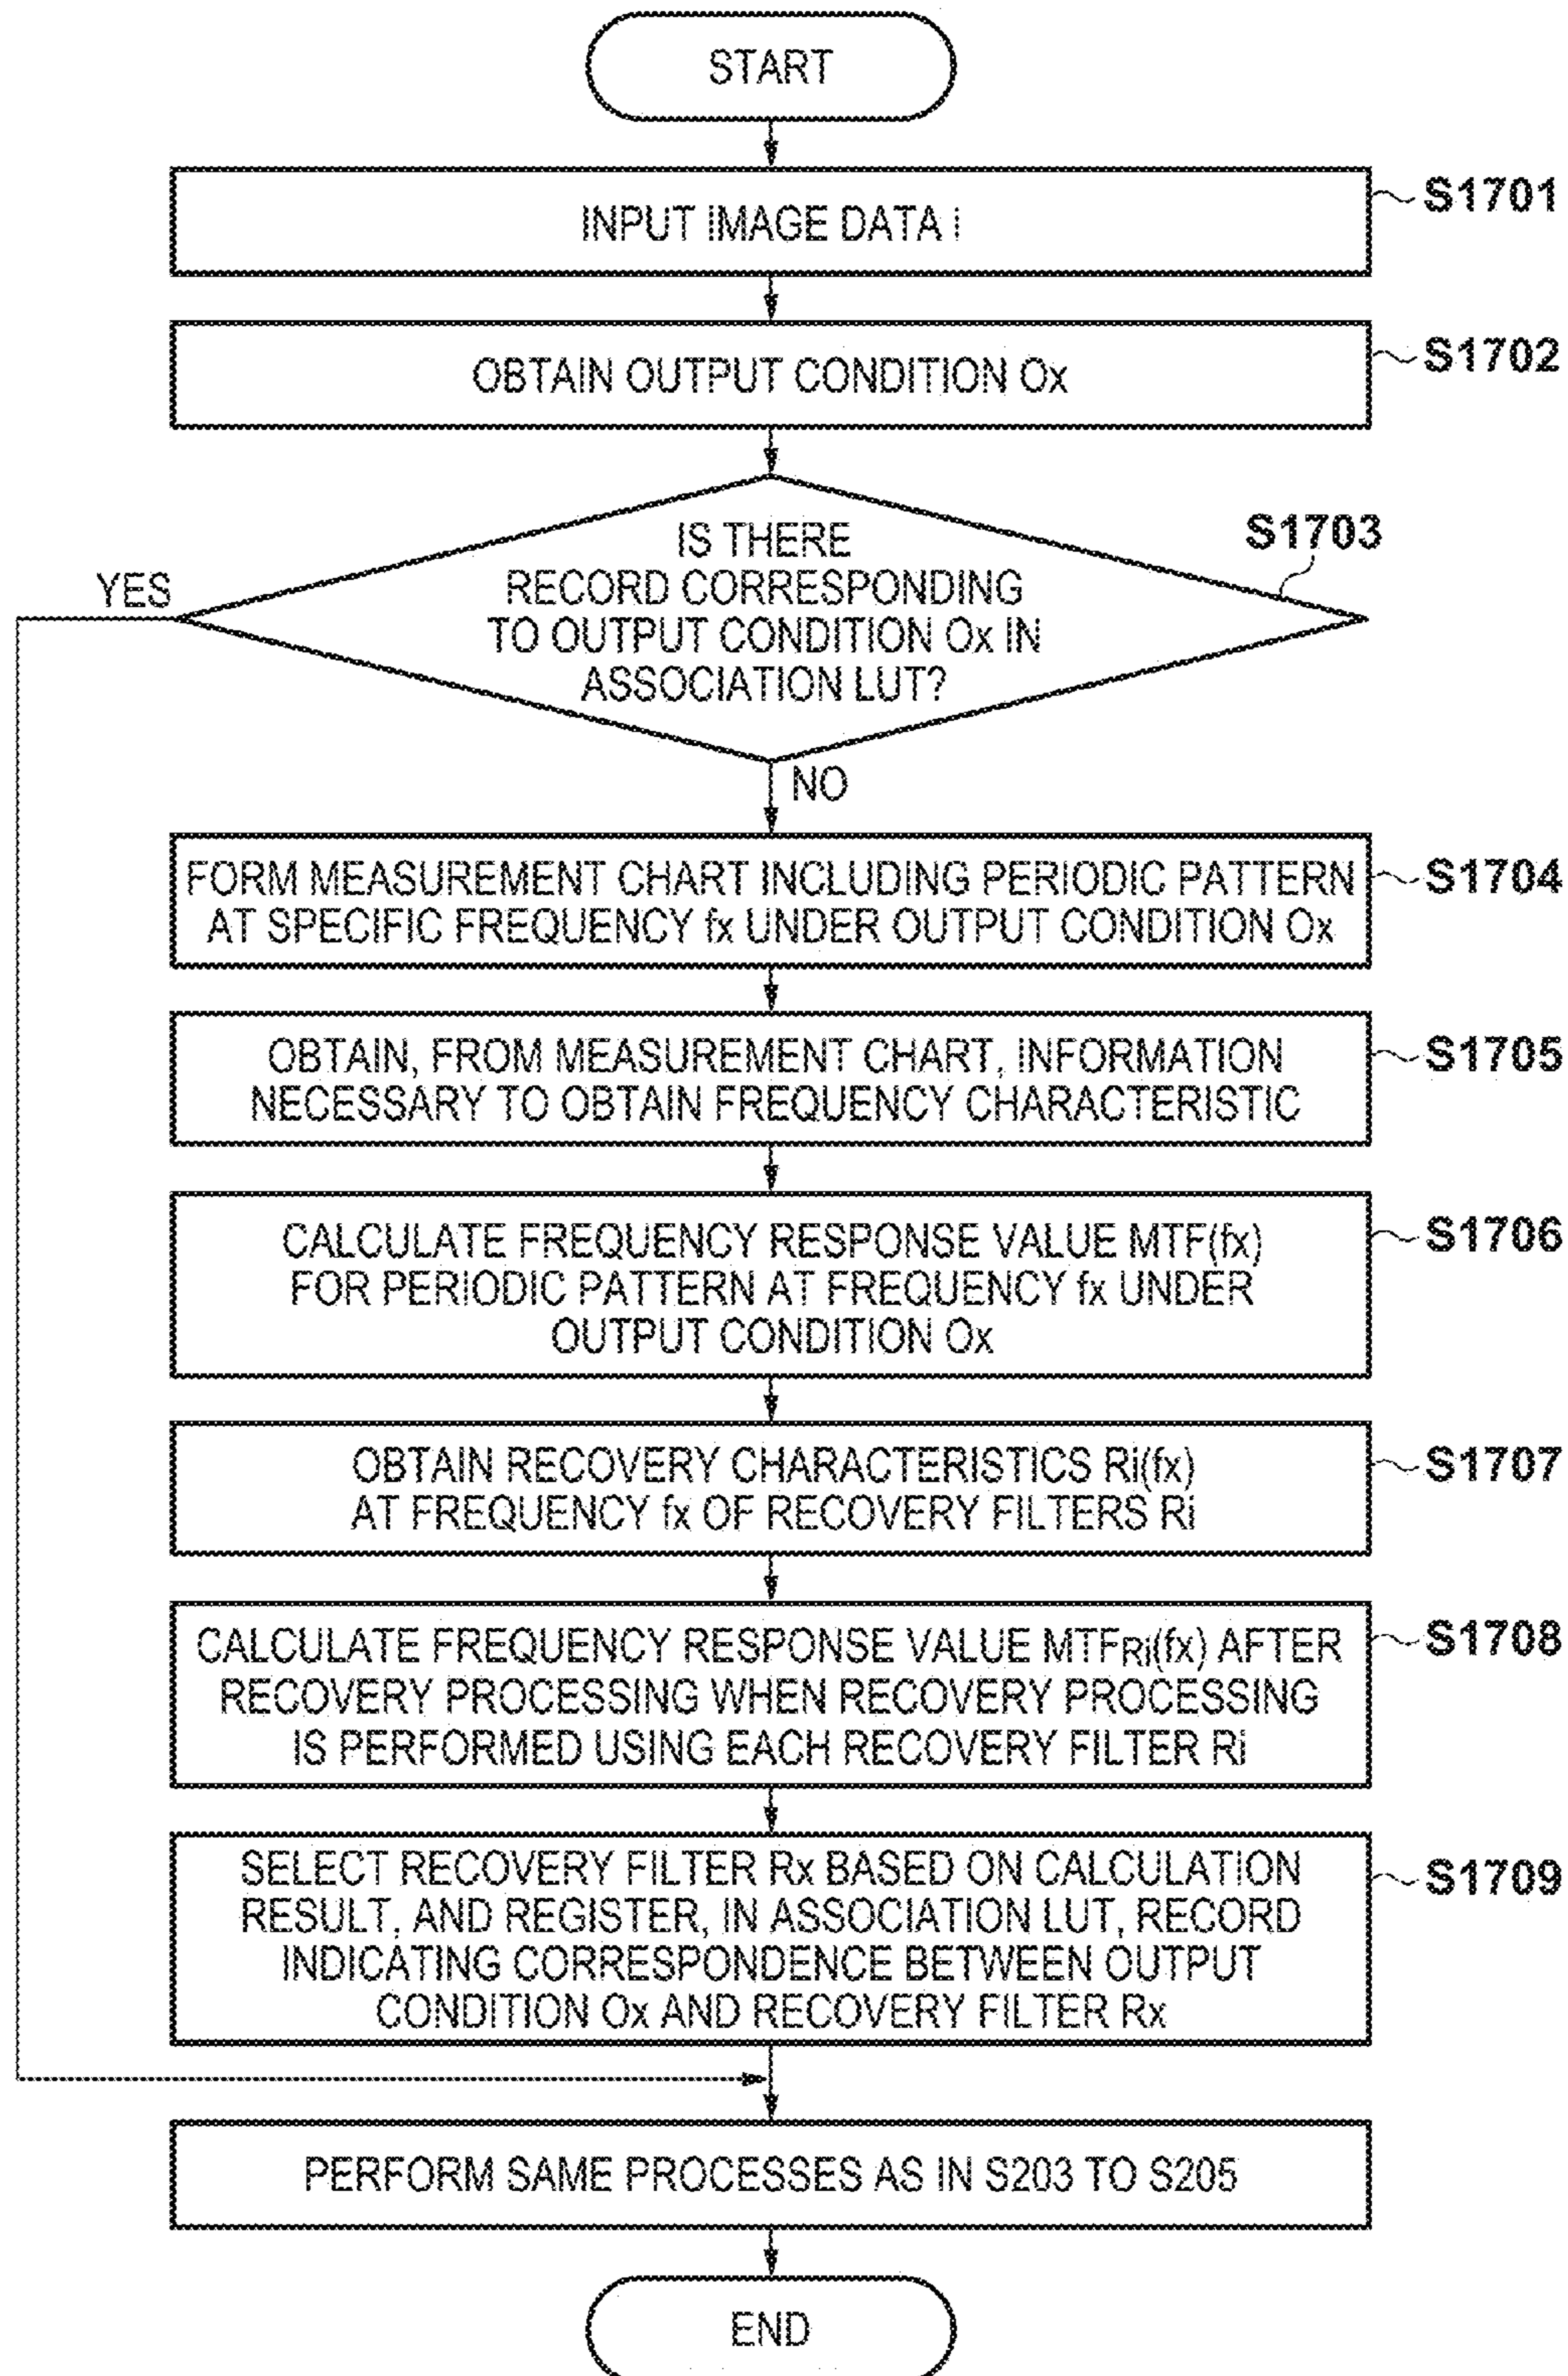 START
INPUT IMAGE DATA i
S1701
OBTAIN OUTPUT CONDITION Ox
S1702
IS THERE
RECORD CORRESPONDING
TO OUTPUT CONDITION Ox IN
ASSOCIATION LUT?
S1703
YES
NO
FORM MEASUREMENT CHART INCLUDING PERIODIC PATTERN
AT SPECIFIC FREQUENCY fx UNDER OUTPUT CONDITION Ox
S1704
OBTAIN, FROM MEASUREMENT CHART, INFORMATION
NECESSARY TO OBTAIN FREQUENCY CHARACTERISTIC
S1705
CALCULATE FREQUENCY RESPONSE VALUE MTF(fx)
FOR PERIODIC PATTERN AT FREQUENCY fx UNDER
OUTPUT CONDITION Ox
S1706
OBTAIN RECOVERY CHARACTERISTICS Ri(fx)
AT FREQUENCY fx OF RECOVERY FILTERS Ri
S1707
CALCULATE FREQUENCY RESPONSE VALUE MTFRi(fx) AFTER
RECOVERY PROCESSING WHEN RECOVERY PROCESSING
IS PERFORMED USING EACH RECOVERY FILTER Ri
S1708
SELECT RECOVERY FILTER Rx BASED ON CALCULATION
RESULT, AND REGISTER, IN ASSOCIATION LUT, RECORD
INDICATING CORRESPONDENCE BETWEEN OUTPUT
CONDITION Ox AND RECOVERY FILTER Rx
S1709
PERFORM SAME PROCESSES AS IN S203 TO S205
END